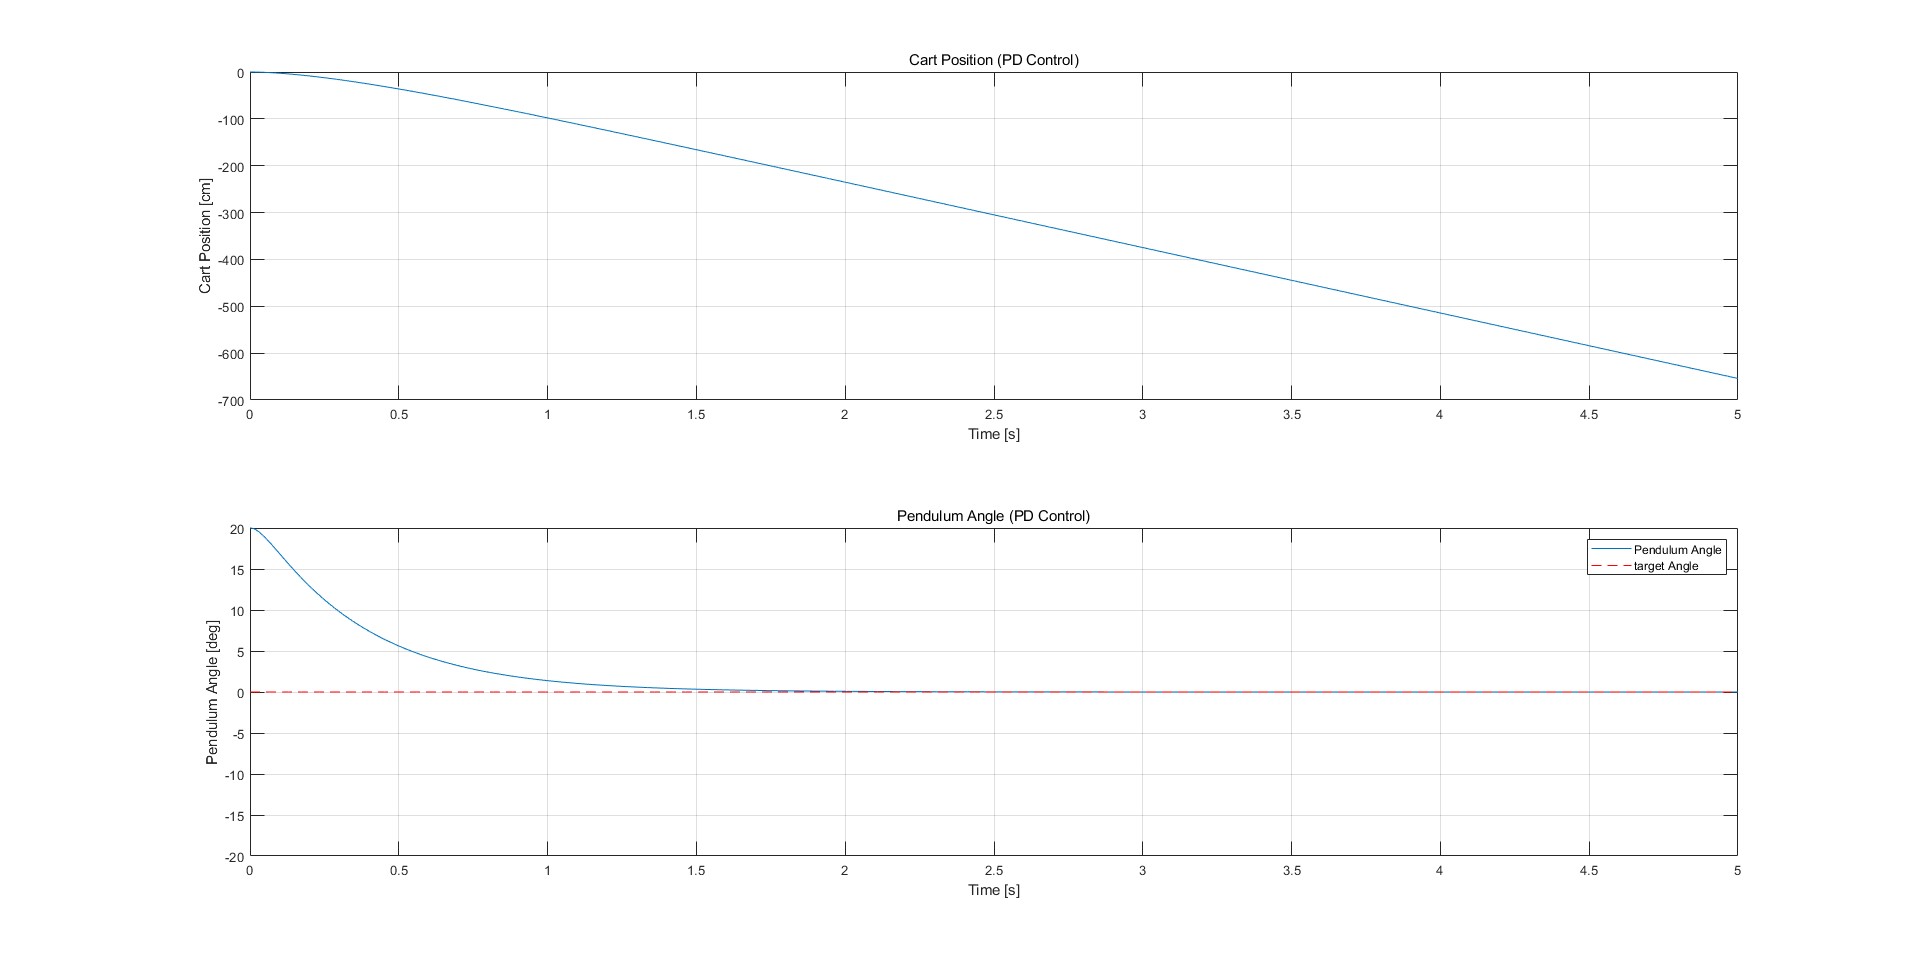 Cart Position (PD Control)
Cart Position [cm]
0
-100
-200
-300
-400
-500
-600
-700
0 0.5 1 1.5 2 2.5 3 3.5 4 4.5 5
Time [s]
Pendulum Angle (PD Control)
Pendulum Angle [deg]
20
15
10
5
0
-5
-10
-15
-20
Pendulum Angle
target Angle
0 0.5 1 1.5 2 2.5 3 3.5 4 4.5 5
Time [s]